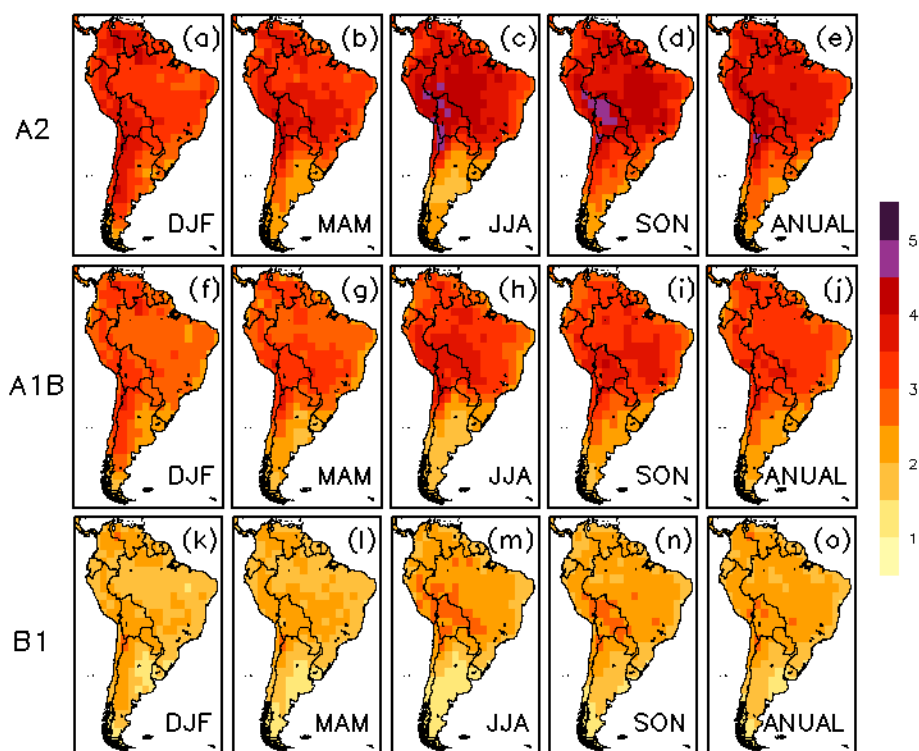 (a) (b) (c) (d) (e)
A2
DJF MAM JJA SON ANUAL
(f) (g) (h) (i) (j)
A1B
DJF MAM JJA SON ANUAL
(k) (l) (m) (n) (o)
B1
DJF MAM JJA SON ANUAL
5
4
3
2
1